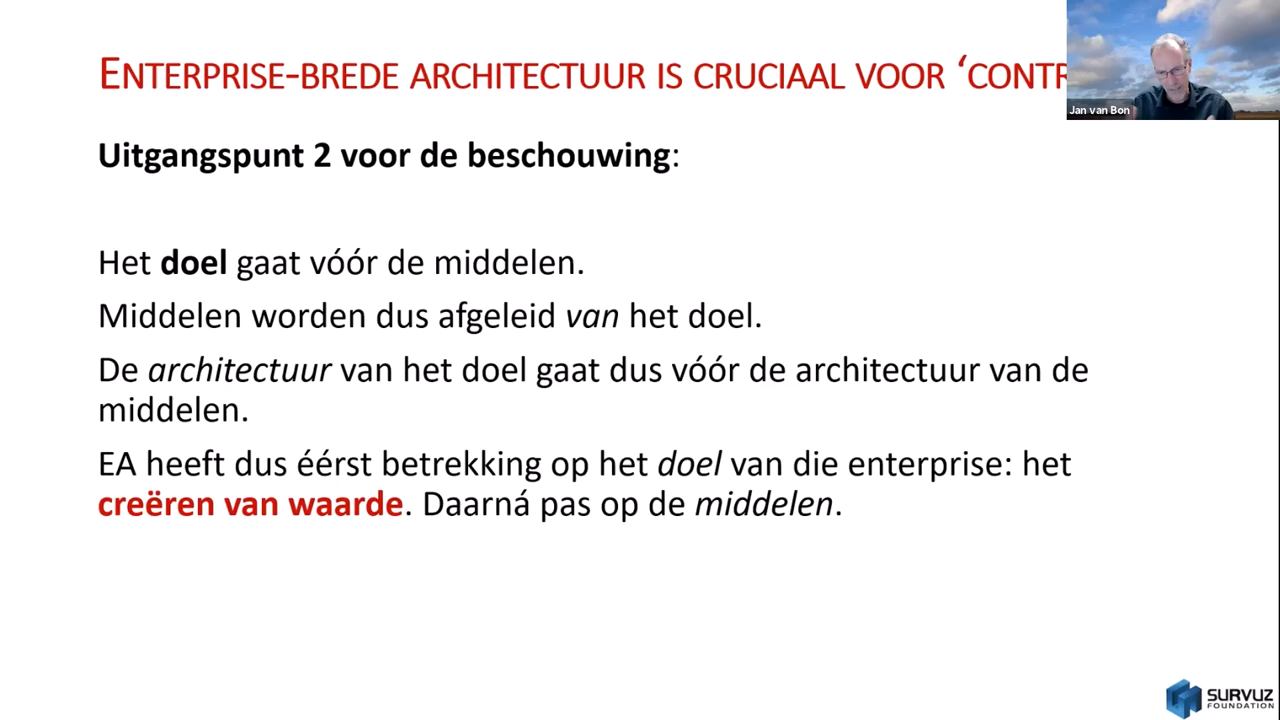 ENTERPRISE-BREDE ARCHITECTUUR IS CRUCIAAL VOOR ‘CONTR
Jan van Bon
Uitgangspunt 2 voor de beschouwing:
Het doel gaat vóór de middelen.
Middelen worden dus afgeleid van het doel.
De architectuur van het doel gaat dus vóór de architectuur van de
middelen.
EA heeft dus éérst betrekking op het doel van die enterprise: het
creëren van waarde. Daarná pas op de middelen.
SURVUZ
FOUNDATION